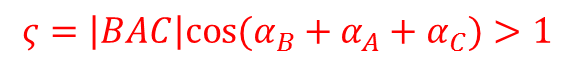 ς = |BAC|cos(α_B + α_A + α_C) > 1